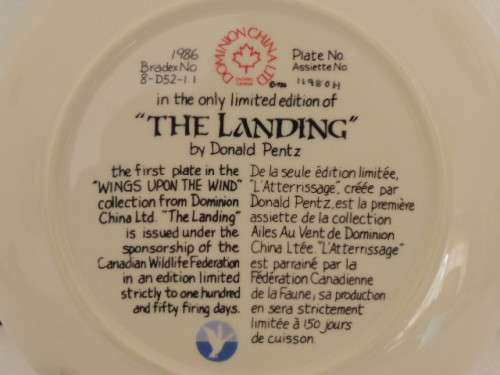 1986
Bradex No
8-D52-1.1
DOMINION CHINA LTD
Plate No.
Assiette No
in the only limited edition of
"THE LANDING"
by Donald Pentz
the first plate in the
"WINGS UPON THE WIND"
collection from Dominion
China Ltd. "The Landing"
is issued under the
sponsorship of the
Canadian Wildlife Federation
in an edition limited
strictly to one hundred
and fifty firing days.
De la seule édition limitée,
"L'Atterrissage", créée par
Donald Pentz, est la première
assiette de la collection
Ailes Au Vent de Dominion
China Ltée. "L'Atterrissage"
est parrainé par la
Fédération Canadienne
de la Faune, sa production
en sera strictement
limitée à 150 jours
de cuisson.